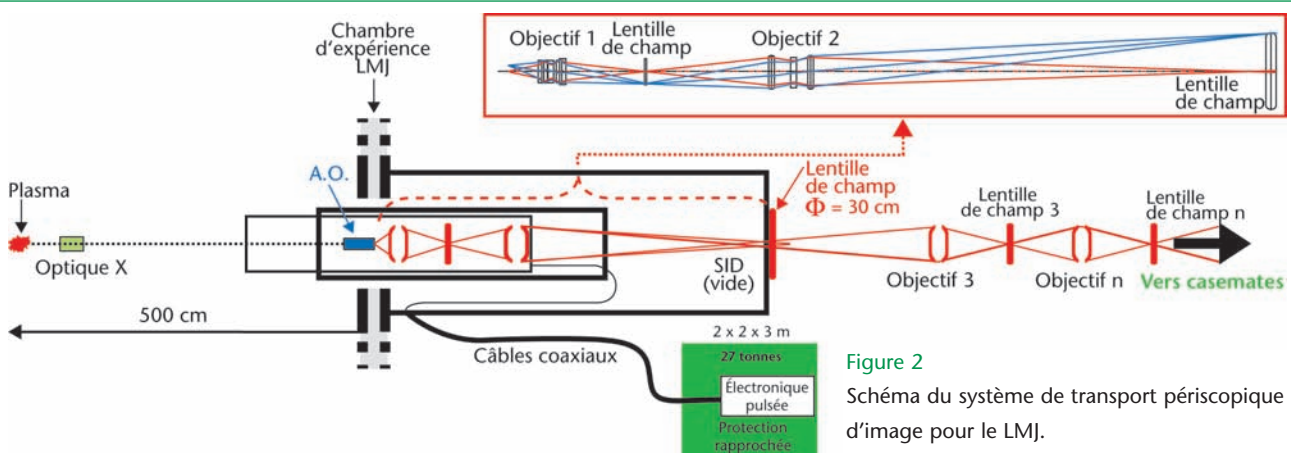 Chambre
d'expérience
LMJ
Objectif 1
Lentille
de champ
Objectif 2
Lentille
de champ
Plasma
A.O.
Lentille
de champ
Φ = 30 cm
Lentille
de champ 3
Lentille
de champ n
Optique X
SID
(vide)
Objectif 3
Objectif n
Vers casemates
500 cm
Câbles coaxiaux
2 x 2 x 3 m
27 tonnes
Électronique
pulsée
Protection
rapprochée
Figure 2
Schéma du système de transport périscopique
d'image pour le LMJ.